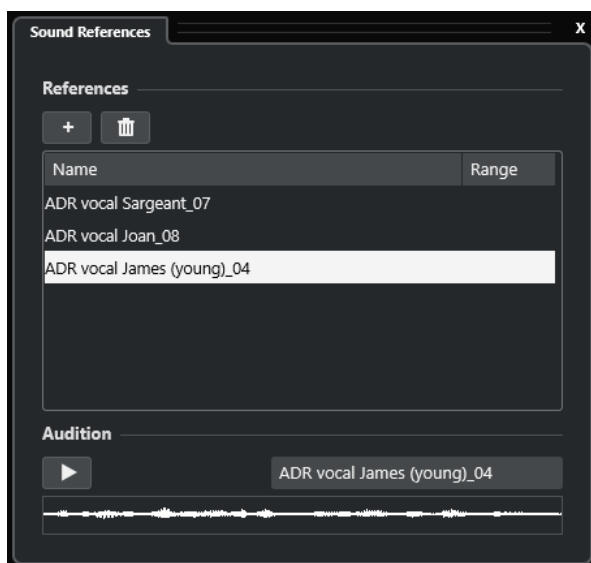 Sound References
X
References
+
Name Range
ADR vocal Sargeant_07
ADR vocal Joan_08
ADR vocal James (young)_04
Audition
ADR vocal James (young)_04